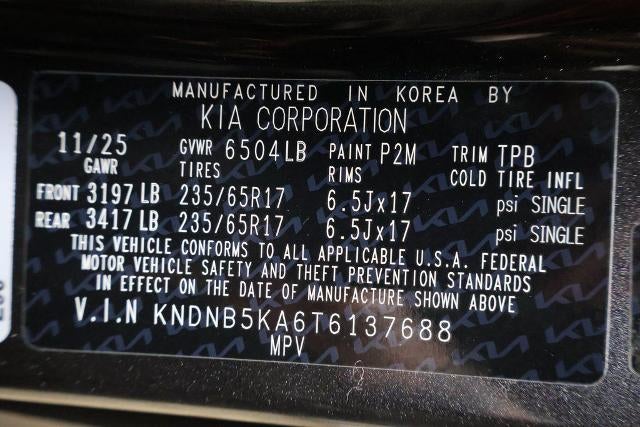 MANUFACTURED IN KOREA BY
KIA CORPORATION
11/25 GVWR 6504LB PAINT P2M TRIM TPB
GAWR TIRES RIMS COLD TIRE INFL
FRONT 3197 LB 235/65R17 6.5Jx17 psi SINGLE
REAR 3417 LB 235/65R17 6.5Jx17 psi SINGLE
THIS VEHICLE CONFORMS TO ALL APPLICABLE U.S.A. FEDERAL
MOTOR VEHICLE SAFETY AND THEFT PREVENTION STANDARDS
IN EFFECT ON THE DATE OF MANUFACTURE SHOWN ABOVE
V.I.N KNDNB5KA6T6137688
MPV